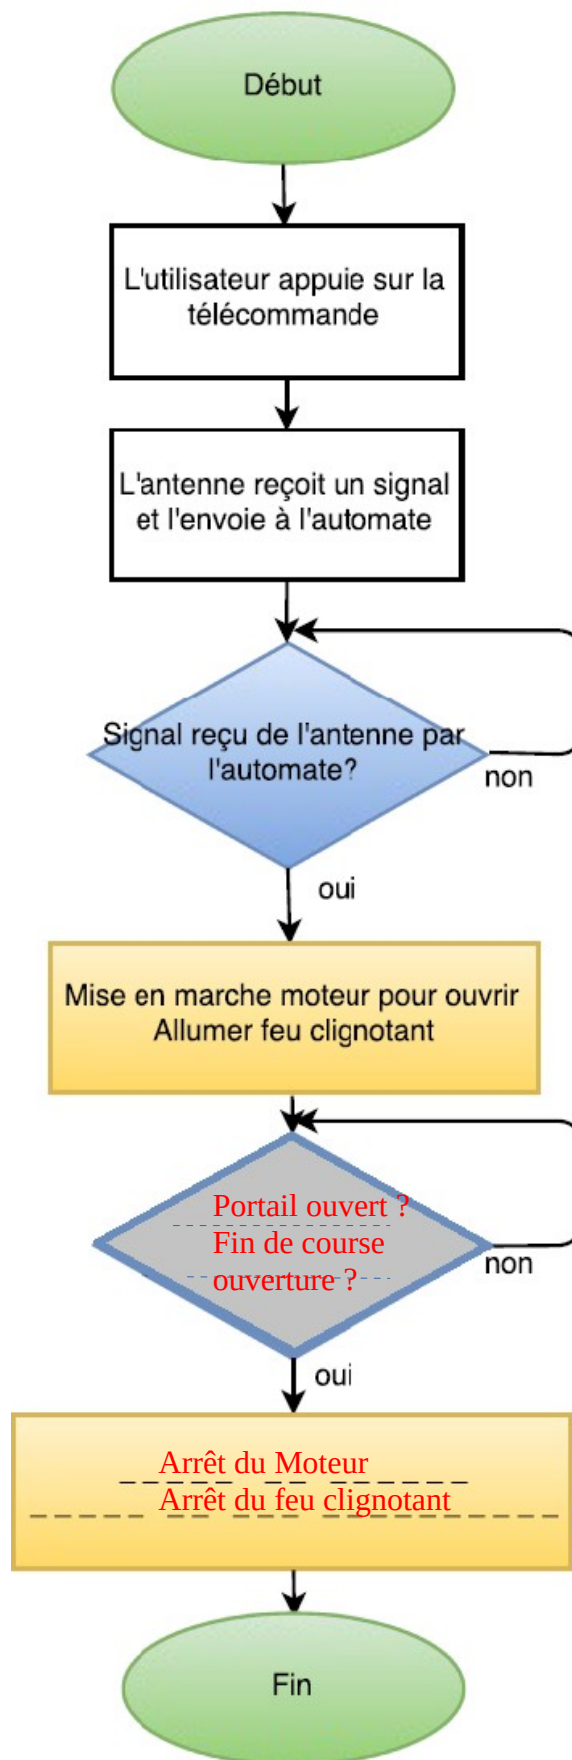 Début
L'utilisateur appuie sur la
télécommande
L'antenne reçoit un signal
et l'envoie à l'automate
Signal reçu de l'antenne par
l'automate?
non
oui
Mise en marche moteur pour ouvrir
Allumer feu clignotant
Portail ouvert ?
Fin de course
ouverture ?
non
oui
Arrêt du Moteur
Arrêt du feu clignotant
Fin